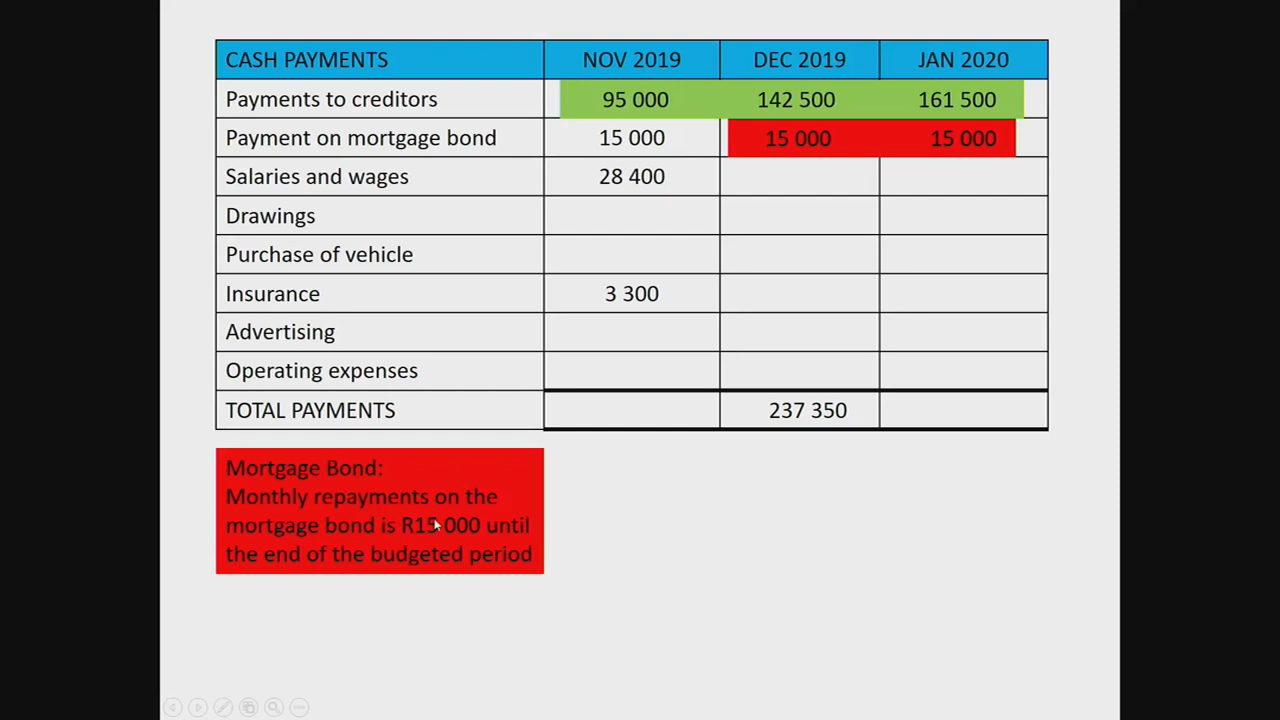 CASH PAYMENTS NOV 2019 DEC 2019 JAN 2020
Payments to creditors 95 000 142 500 161 500
Payment on mortgage bond 15 000 15 000 15 000
Salaries and wages 28 400
Drawings
Purchase of vehicle
Insurance 3 300
Advertising
Operating expenses
TOTAL PAYMENTS 237 350
Mortgage Bond:
Monthly repayments on the
mortgage bond is R15 000 until
the end of the budgeted period